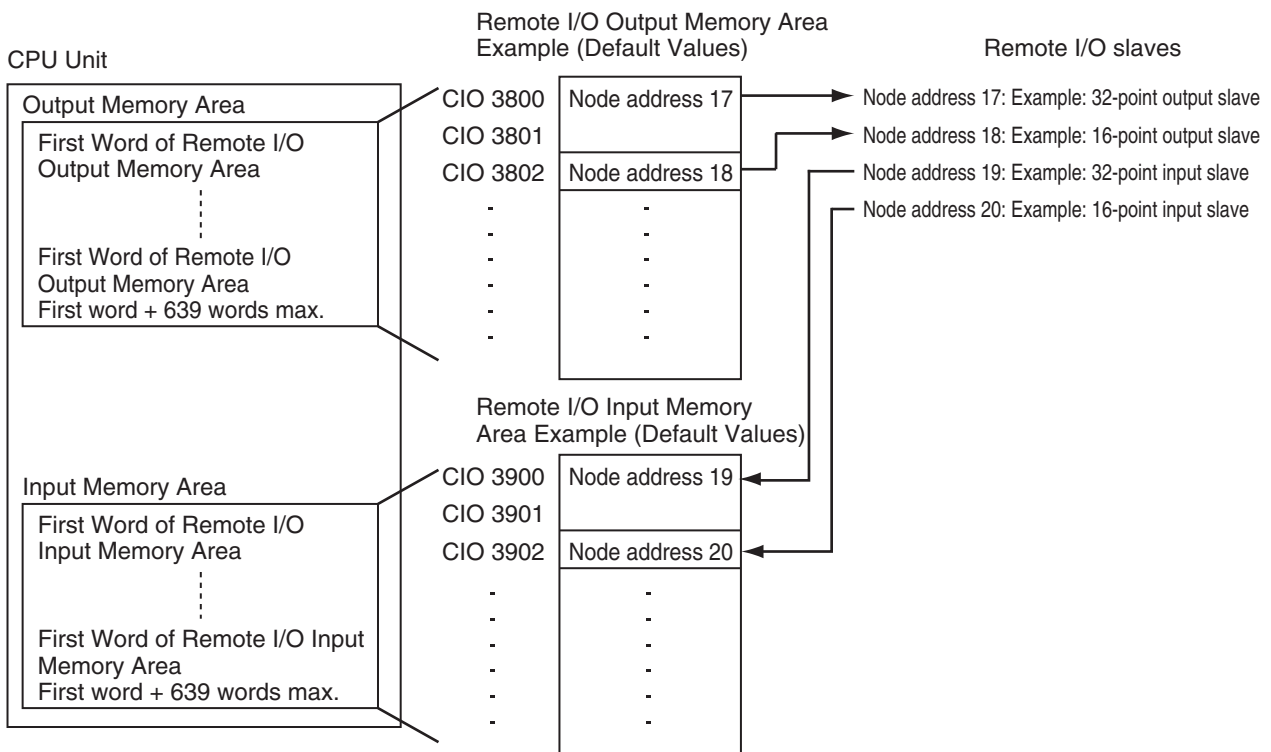 Remote I/O Output Memory Area
Example (Default Values)
Remote I/O slaves
CPU Unit
Output Memory Area
First Word of Remote I/O
Output Memory Area
First Word of Remote I/O
Output Memory Area
First word + 639 words max.
CIO 3800
Node address 17
CIO 3801
CIO 3802
Node address 18
Node address 17: Example: 32-point output slave
Node address 18: Example: 16-point output slave
Node address 19: Example: 32-point input slave
Node address 20: Example: 16-point input slave
Remote I/O Input Memory
Area Example (Default Values)
Input Memory Area
First Word of Remote I/O
Input Memory Area
First Word of Remote I/O Input
Memory Area
First word + 639 words max.
CIO 3900
Node address 19
CIO 3901
CIO 3902
Node address 20